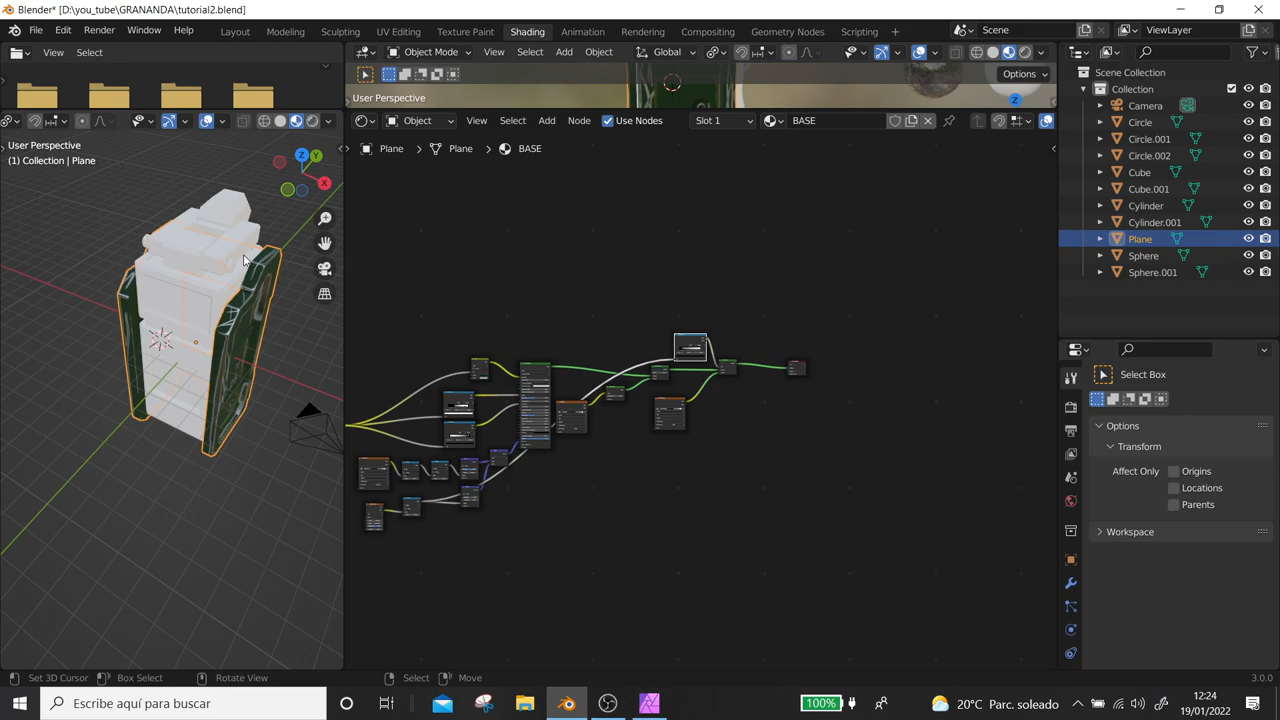 Blender* [D:\you_tube\GRANANDA\tutorial2.blend]
File Edit Render Window Help Layout Modeling Sculpting UV Editing Texture Paint Shading Animation Rendering Compositing Geometry Nodes Scripting + Scene ViewLayer
View Select
Object Mode View Select Add Object Global
Options
User Perspective
Z
Object View Select Add Node Use Nodes Slot 1 BASE
Plane Plane BASE
User Perspective
(1) Collection | Plane
Z Y X
Scene Collection
Collection
Camera
Circle
Circle.001
Circle.002
Cube
Cube.001
Cylinder
Cylinder.001
Plane
Sphere
Sphere.001
Select Box
Options
Transform
Affect Only Origins
Locations
Parents
Workspace
Set 3D Cursor Box Select Rotate View Select Move 3.0.0
Escribe aquí para buscar
100%
20°C Parc. soleado
12:24
19/01/2022